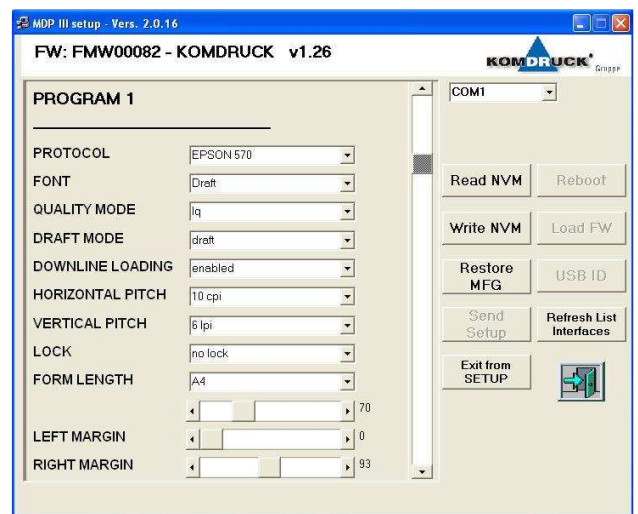 MDP III setup - Vers. 2.0.16
FW: FMW00082 - KOMDRUCK v1.26
KOMDRUCK
Gruppe
PROGRAM 1
PROTOCOL EPSON 570
FONT Draft
QUALITY MODE lq
DRAFT MODE draft
DOWNLINE LOADING enabled
HORIZONTAL PITCH 10 cpi
VERTICAL PITCH 6 lpi
LOCK no lock
FORM LENGTH A4
70
LEFT MARGIN 0
RIGHT MARGIN 93
COM1
Read NVM Reboot
Write NVM Load FW
Restore
MFG
USB ID
Send
Setup
Refresh List
Interfaces
Exit from
SETUP